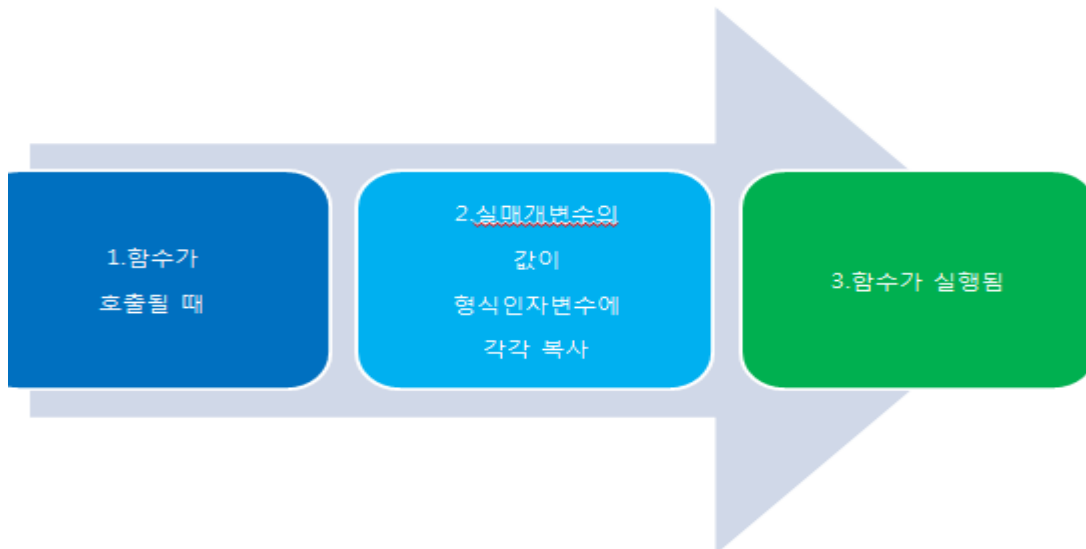 1.함수가
호출될 때
2.실매개변수의
값이
형식인자변수에
각각 복사
3.함수가 실행됨